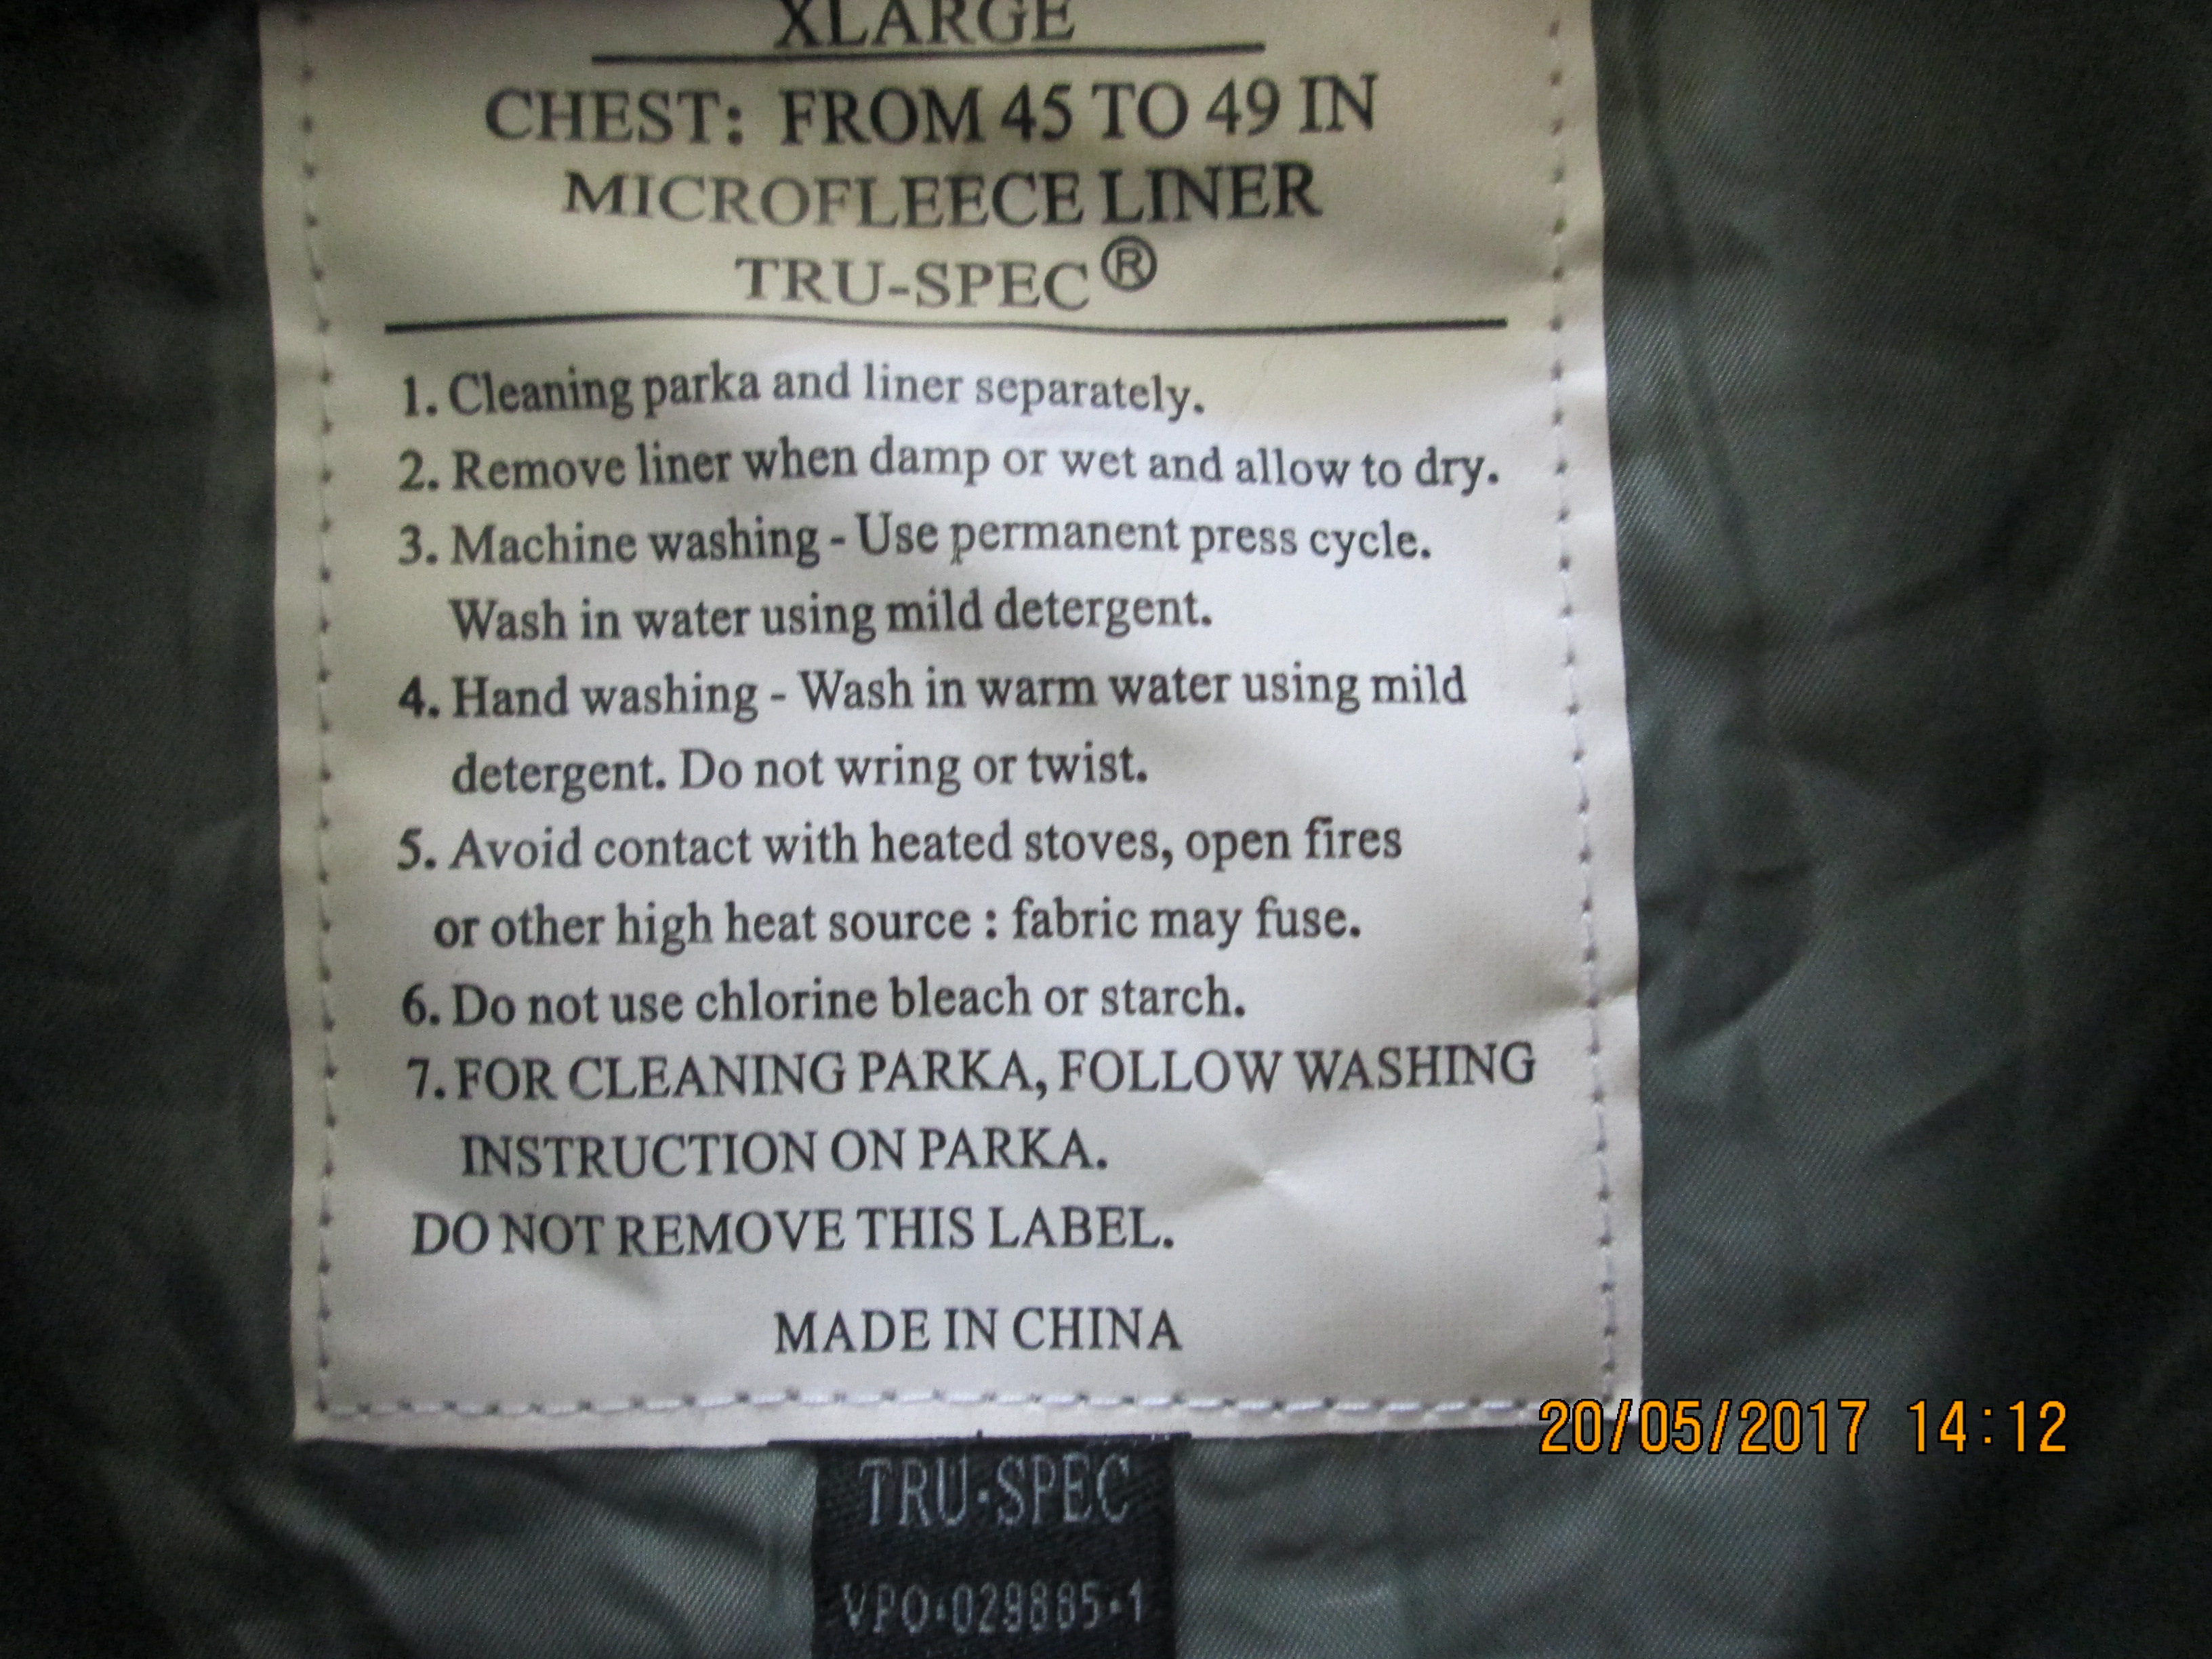 XLARGE
CHEST: FROM 45 TO 49 IN
MICROFLEECE LINER
TRU-SPEC®
1. Cleaning parka and liner separately.
2. Remove liner when damp or wet and allow to dry.
3. Machine washing - Use permanent press cycle.
Wash in water using mild detergent.
4. Hand washing - Wash in warm water using mild
detergent. Do not wring or twist.
5. Avoid contact with heated stoves, open fires
or other high heat source : fabric may fuse.
6. Do not use chlorine bleach or starch.
7. FOR CLEANING PARKA, FOLLOW WASHING
INSTRUCTION ON PARKA.
DO NOT REMOVE THIS LABEL.
MADE IN CHINA
20/05/2017 14:12
TRU·SPEC
VPO·029885·1